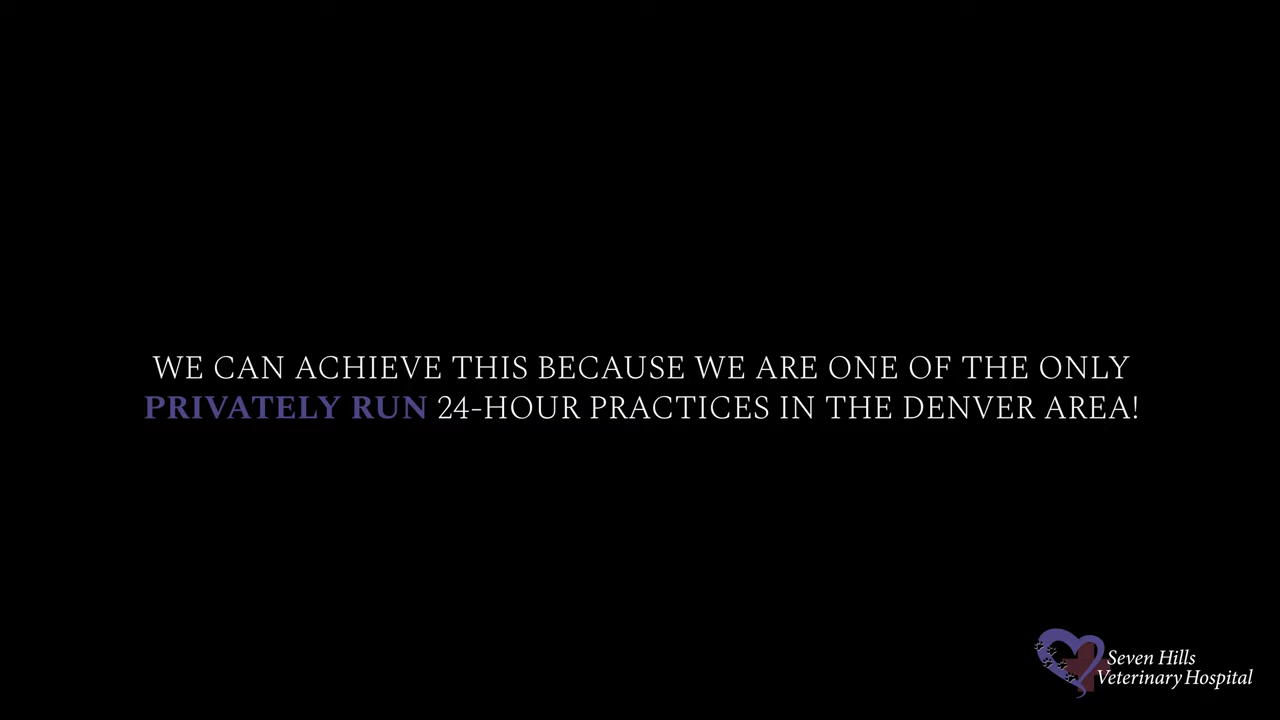 WE CAN ACHIEVE THIS BECAUSE WE ARE ONE OF THE ONLY
PRIVATELY RUN 24-HOUR PRACTICES IN THE DENVER AREA!
Seven Hills
Veterinary Hospital